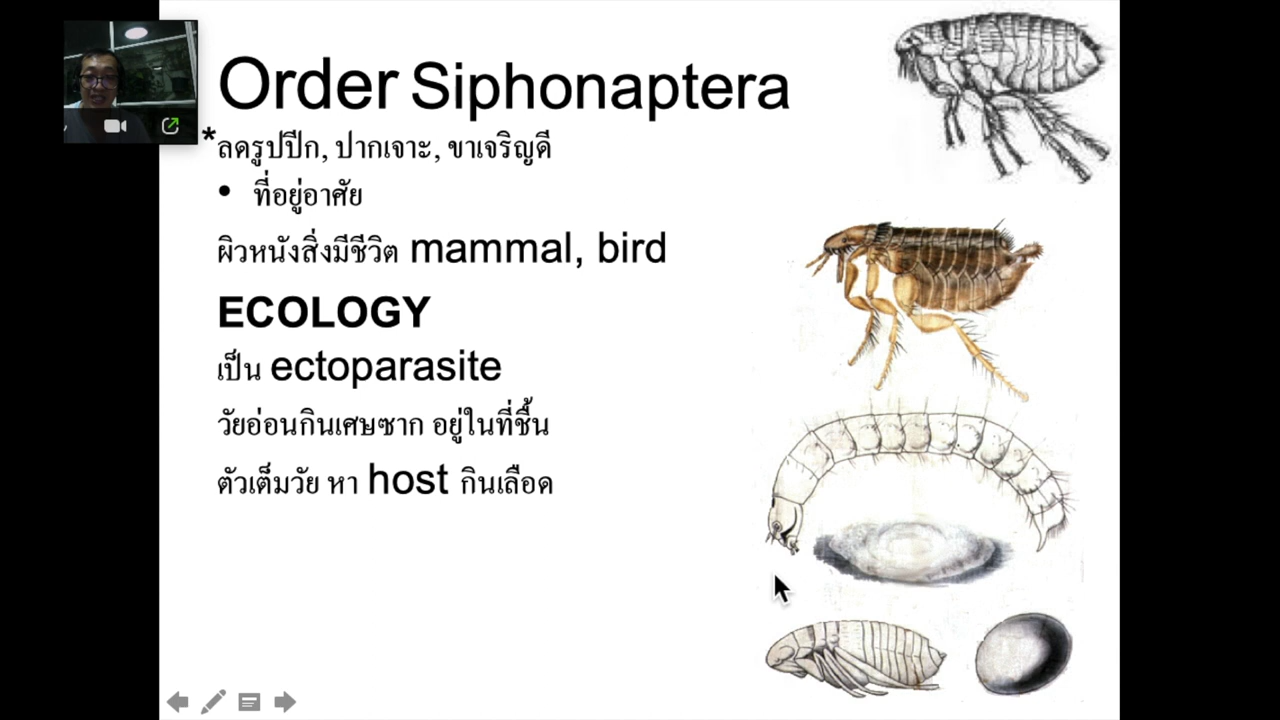 Order Siphonaptera
*ลดรูปปีก, ปากเจาะ, ขาเจริญดี
• ที่อยู่อาศัย
ผิวหนังสิ่งมีชีวิต mammal, bird
ECOLOGY
เป็น ectoparasite
วัยอ่อนกินเศษซาก อยู่ในที่ชื้น
ตัวเต็มวัย หา host กินเลือด